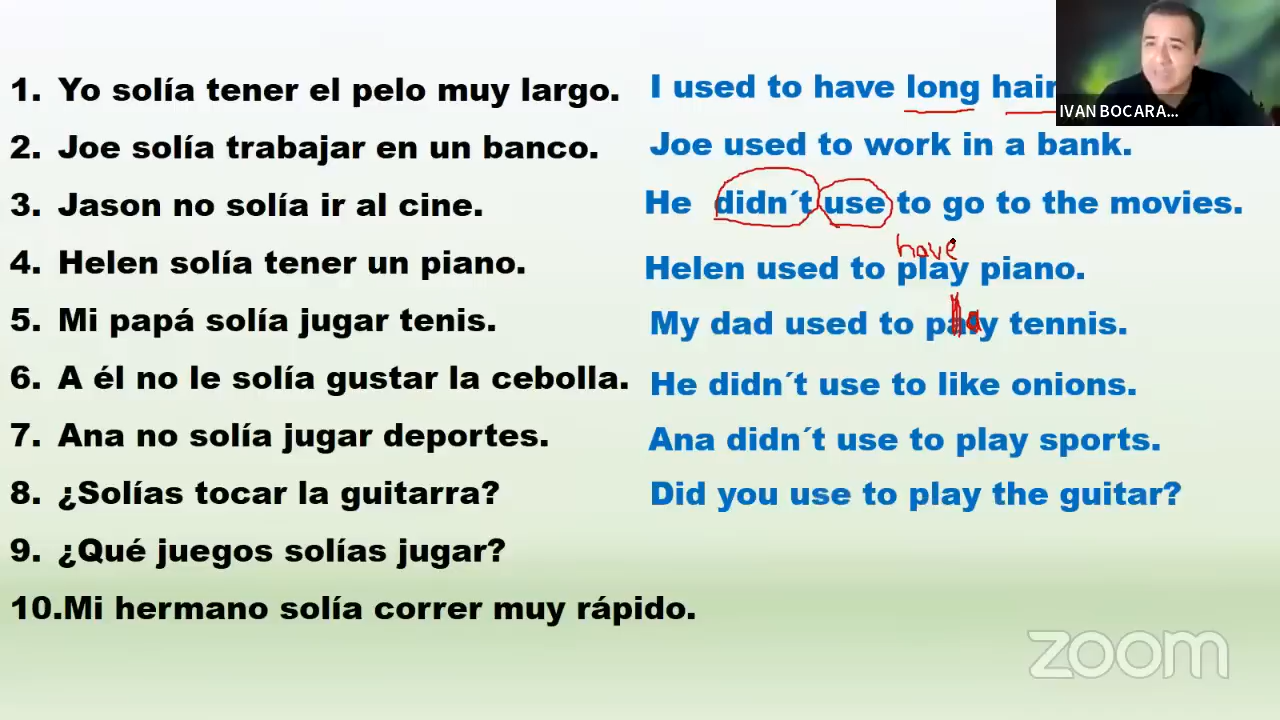 1. Yo solía tener el pelo muy largo. I used to have long hair
IVAN BOCARA...
2. Joe solía trabajar en un banco. Joe used to work in a bank.
3. Jason no solía ir al cine. He didn´t use to go to the movies.
have
4. Helen solía tener un piano. Helen used to play piano.
5. Mi papá solía jugar tenis. My dad used to tennis.
6. A él no le solía gustar la cebolla. He didn´t use to like onions.
7. Ana no solía jugar deportes. Ana didn´t use to play sports.
8. ¿Solías tocar la guitarra? Did you use to play the guitar?
9. ¿Qué juegos solías jugar?
10.Mi hermano solía correr muy rápido.
zoom